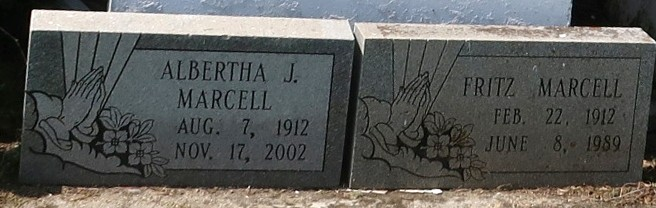 ALBERTHA J.
MARCELL
AUG. 7, 1912
NOV. 17, 2002
FRITZ MARCELL
FEB. 22, 1912
JUNE 8, 1989